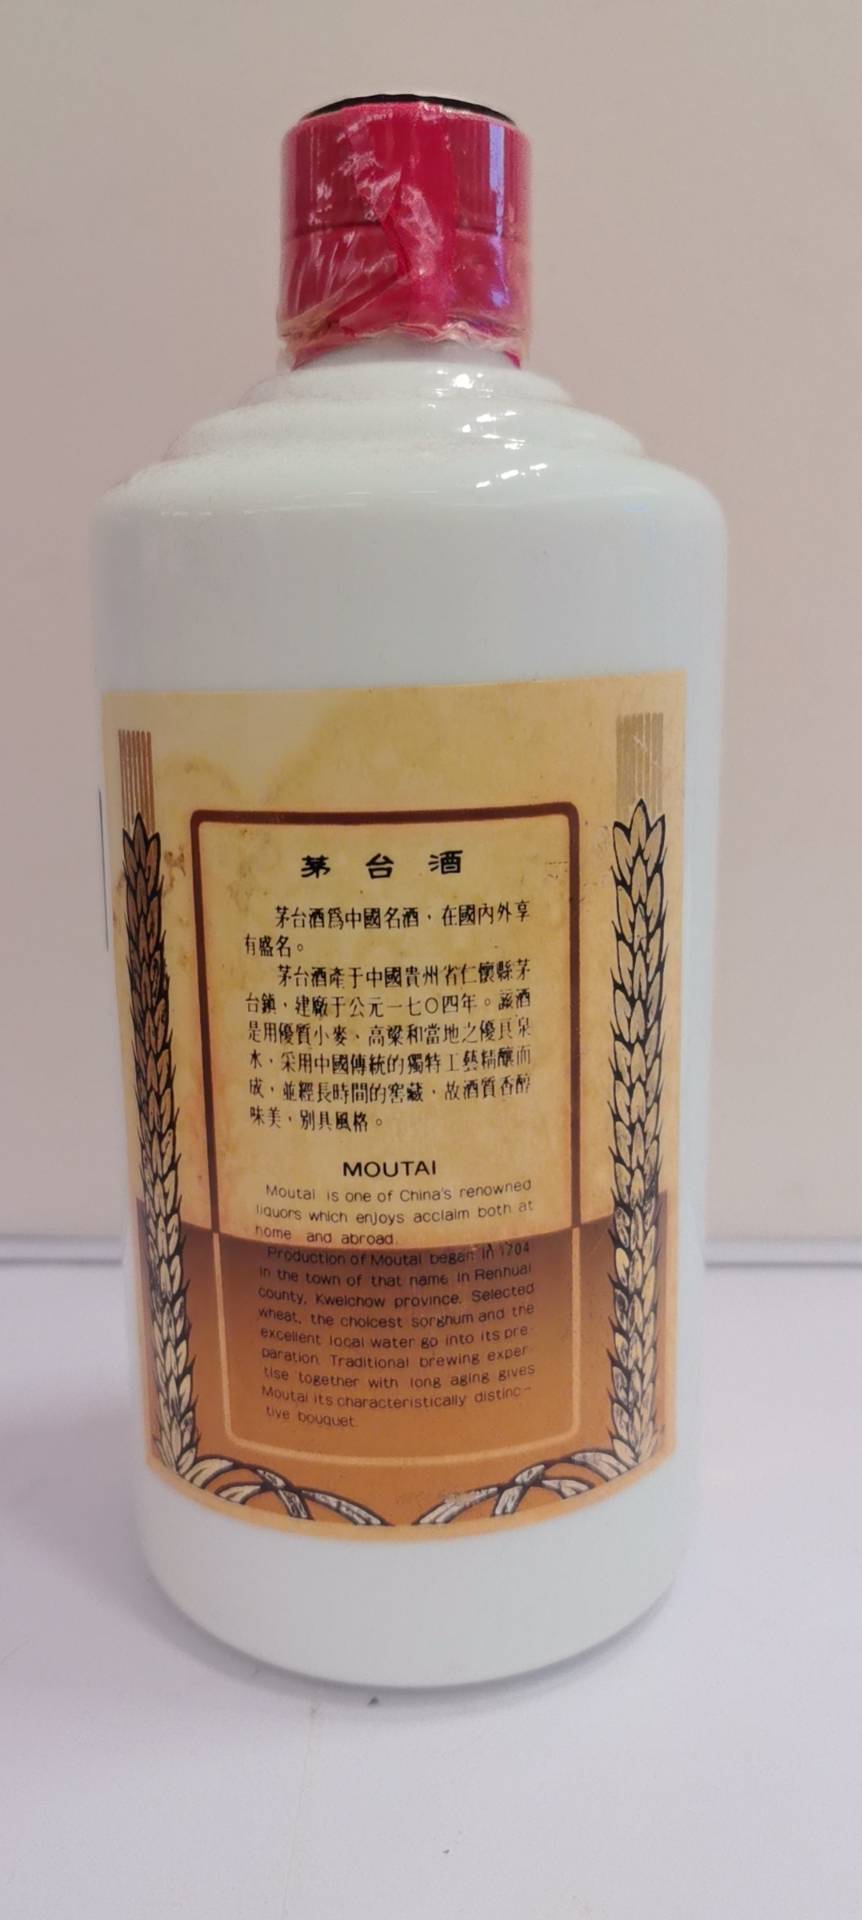 茅台酒
茅台酒爲中國名酒，在國內外享
有盛名。
茅台酒產于中國貴州省仁懷縣茅
台鎮，建廠于公元一七〇四年。該酒
是用優質小麥、高粱和當地之優良泉
水，采用中國傳統的獨特工藝精釀而
成，並經長時間的窖藏，故酒質香醇
味美，別具風格。
MOUTAI
Moutai is one of China's renowned
liquors which enjoys acclaim both at
home and abroad.
Production of Moutai began in 1704
in the town of that name in Renhuai
county, Kweichow province. Selected
wheat, the choicest sorghum and the
excellent local water go into its pre-
paration. Traditional brewing exper-
tise together with long aging gives
Moutai its characteristically distinc-
tive bouquet.